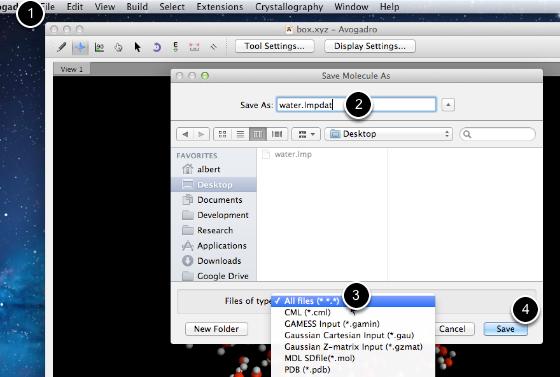 Avogadro File Edit View Build Select Extensions Crystallography Window Help
1
box.xyz – Avogadro
Tool Settings... Display Settings...
View 1
Save Molecule As
Save As: water.lmpdat 2
Desktop
FAVORITES
water.lmp
albert
Desktop
Documents
Development
Research
Applications
Downloads
Google Drive
3
Files of type ✓ All files (* *.*)
4
CML (*.cml)
New Folder GAMESS Input (*.gamin) Cancel Save
Gaussian Cartesian Input (*.gau)
Gaussian Z-matrix Input (*.gzmat)
MDL SDfile(*.mol)
PDB (*.pdb)